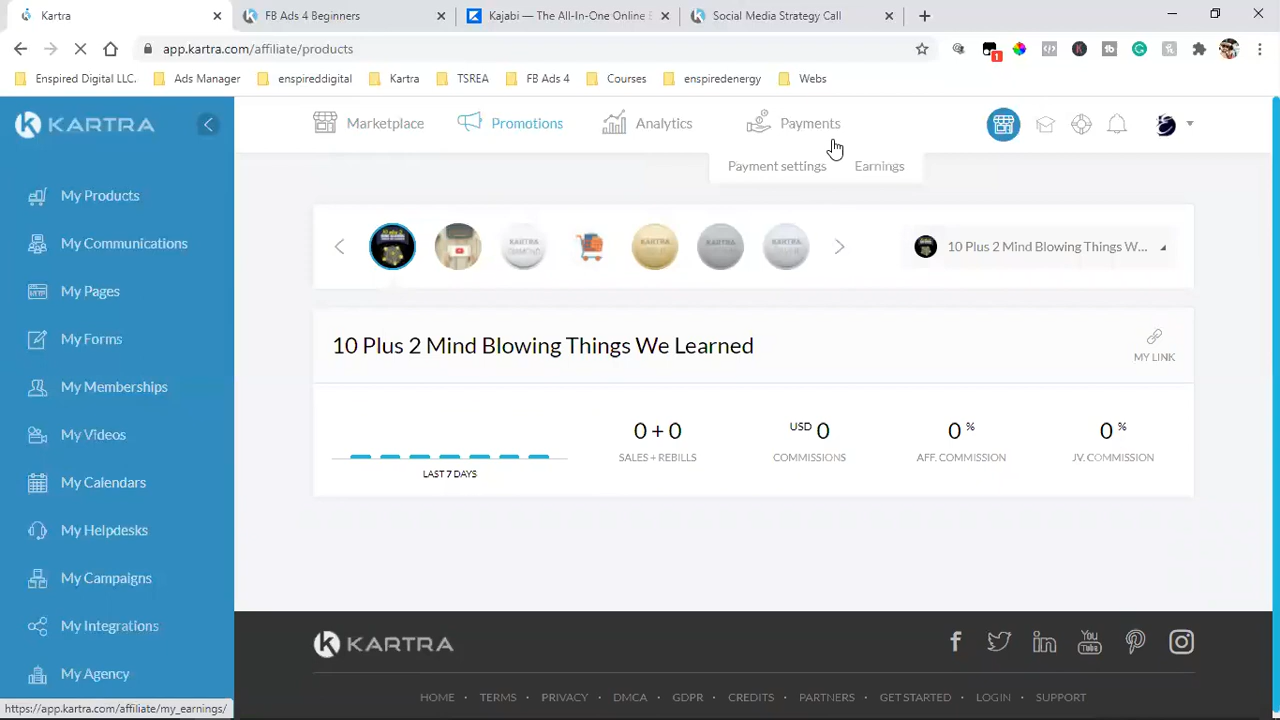 Kartra
FB Ads 4 Beginners
Kajabi — The All-In-One Online
Social Media Strategy Call
app.kartra.com/affiliate/products
1
Enspired Digital LLC.
Ads Manager
enspireddigital
Kartra
TSREA
FB Ads 4
Courses
enspiredenergy
Webs
KARTRA
Marketplace
Promotions
Analytics
Payments
Payment settings
Earnings
My Products
My Communications
My Pages
My Forms
My Memberships
My Videos
My Calendars
My Helpdesks
My Campaigns
My Integrations
My Agency
10 Plus 2 Mind Blowing Things W...
10 Plus 2 Mind Blowing Things We Learned
MY LINK
LAST 7 DAYS
0 + 0
SALES + REBILLS
USD 0
COMMISSIONS
0 %
AFF. COMMISSION
0 %
JV. COMMISSION
KARTRA
HOME · TERMS · PRIVACY · DMCA · GDPR · CREDITS · PARTNERS · GET STARTED · LOGIN · SUPPORT
https://app.kartra.com/affiliate/my_earnings/